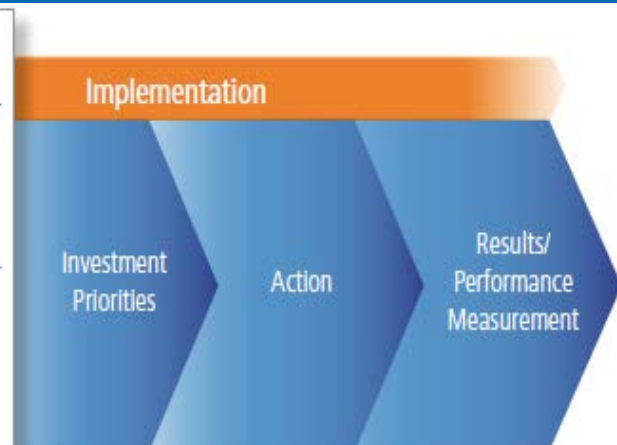 Implementation
Investment
Priorities
Action
Results/
Performance
Measurement